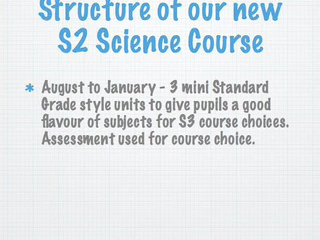 Structure of our new
S2 Science Course
* August to January - 3 mini Standard
Grade style units to give pupils a good
flavour of subjects for S3 course choices.
Assessment used for course choice.